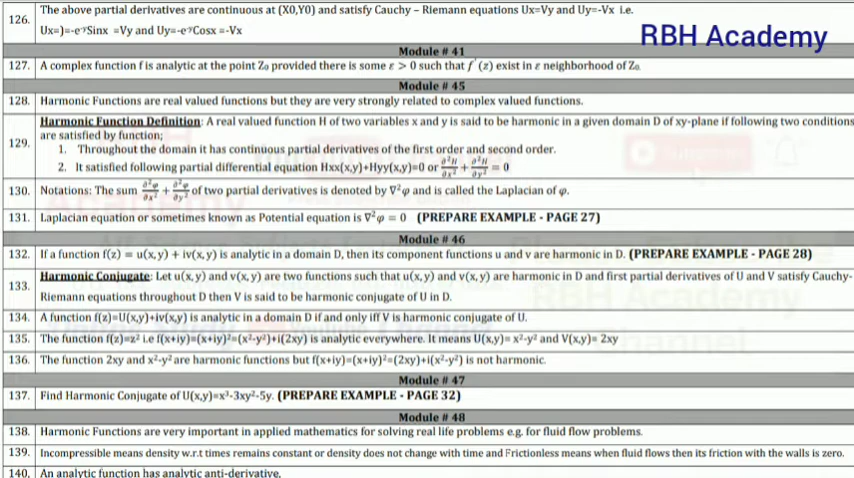 126. The above partial derivatives are continuous at (X0,Y0) and satisfy Cauchy – Riemann equations Ux=Vy and Uy=-Vx i.e.
Ux=)=-e⁻ʸSinx =Vy and Uy=-e⁻ʸCosx =-Vx
RBH Academy
Module # 41
127. A complex function f is analytic at the point Z₀ provided there is some ε > 0 such that f′(z) exist in ε neighborhood of Z₀.
Module # 45
128. Harmonic Functions are real valued functions but they are very strongly related to complex valued functions.
129. Harmonic Function Definition: A real valued function H of two variables x and y is said to be harmonic in a given domain D of xy-plane if following two conditions
are satisfied by function;
1. Throughout the domain it has continuous partial derivatives of the first order and second order.
2. It satisfied following partial differential equation Hxx(x,y)+Hyy(x,y)=0 or ∂²H/∂x² + ∂²H/∂y² = 0
130. Notations: The sum ∂²φ/∂x² + ∂²φ/∂y² of two partial derivatives is denoted by ∇²φ and is called the Laplacian of φ.
131. Laplacian equation or sometimes known as Potential equation is ∇²φ = 0 (PREPARE EXAMPLE - PAGE 27)
Module # 46
132. If a function f(z) = u(x,y) + iv(x,y) is analytic in a domain D, then its component functions u and v are harmonic in D. (PREPARE EXAMPLE - PAGE 28)
133. Harmonic Conjugate: Let u(x,y) and v(x,y) are two functions such that u(x,y) and v(x,y) are harmonic in D and first partial derivatives of U and V satisfy Cauchy-
Riemann equations throughout D then V is said to be harmonic conjugate of U in D.
134. A function f(z)=U(x,y)+iv(x,y) is analytic in a domain D if and only iff V is harmonic conjugate of U.
135. The function f(z)=z² i.e f(x+iy)=(x+iy)²=(x²-y²)+i(2xy) is analytic everywhere. It means U(x,y)= x²-y² and V(x,y)= 2xy
136. The function 2xy and x²-y² are harmonic functions but f(x+iy)=(x+iy)²=(2xy)+i(x²-y²) is not harmonic.
Module # 47
137. Find Harmonic Conjugate of U(x,y)=x³-3xy²-5y. (PREPARE EXAMPLE - PAGE 32)
Module # 48
138. Harmonic Functions are very important in applied mathematics for solving real life problems e.g. for fluid flow problems.
139. Incompressible means density w.r.t times remains constant or density does not change with time and Frictionless means when fluid flows then its friction with the walls is zero.
140. An analytic function has analytic anti-derivative.